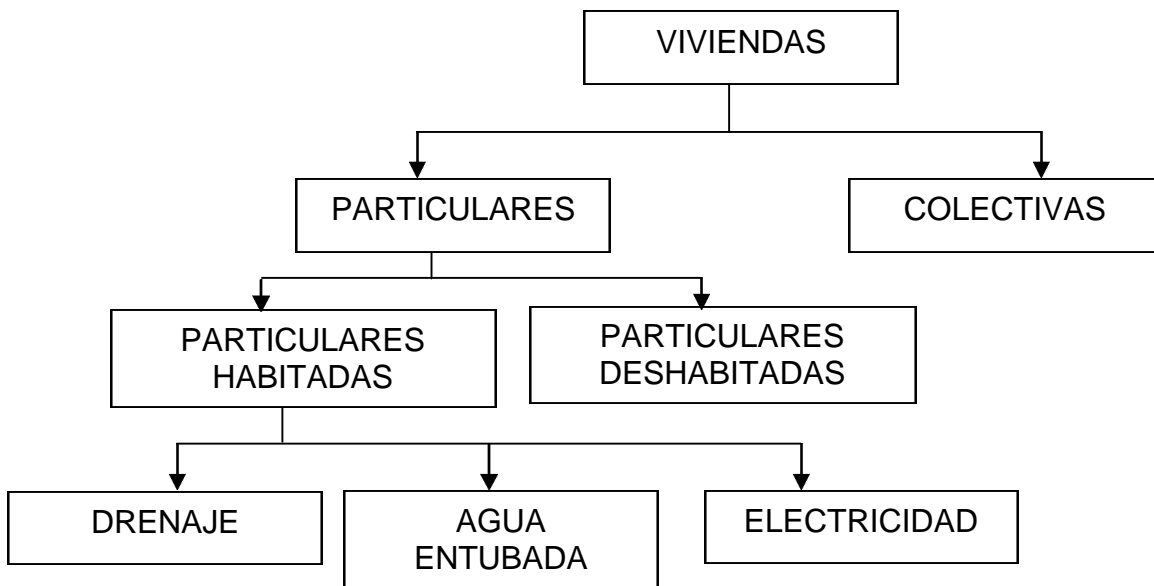 VIVIENDAS
PARTICULARES
COLECTIVAS
PARTICULARES
HABITADAS
PARTICULARES
DESHABITADAS
DRENAJE
AGUA
ENTUBADA
ELECTRICIDAD